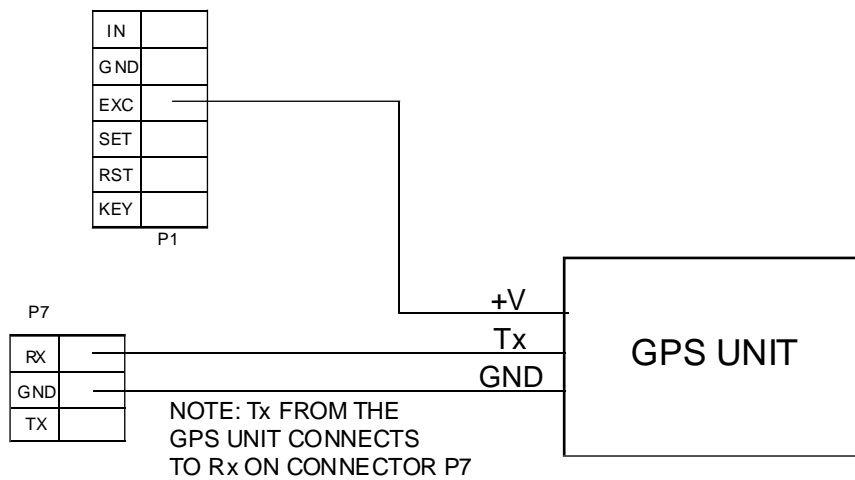 IN
GND
EXC
SET
RST
KEY
P1
P7
RX
GND
TX
+V
Tx
GND
GPS UNIT
NOTE: Tx FROM THE
GPS UNIT CONNECTS
TO Rx ON CONNECTOR P7